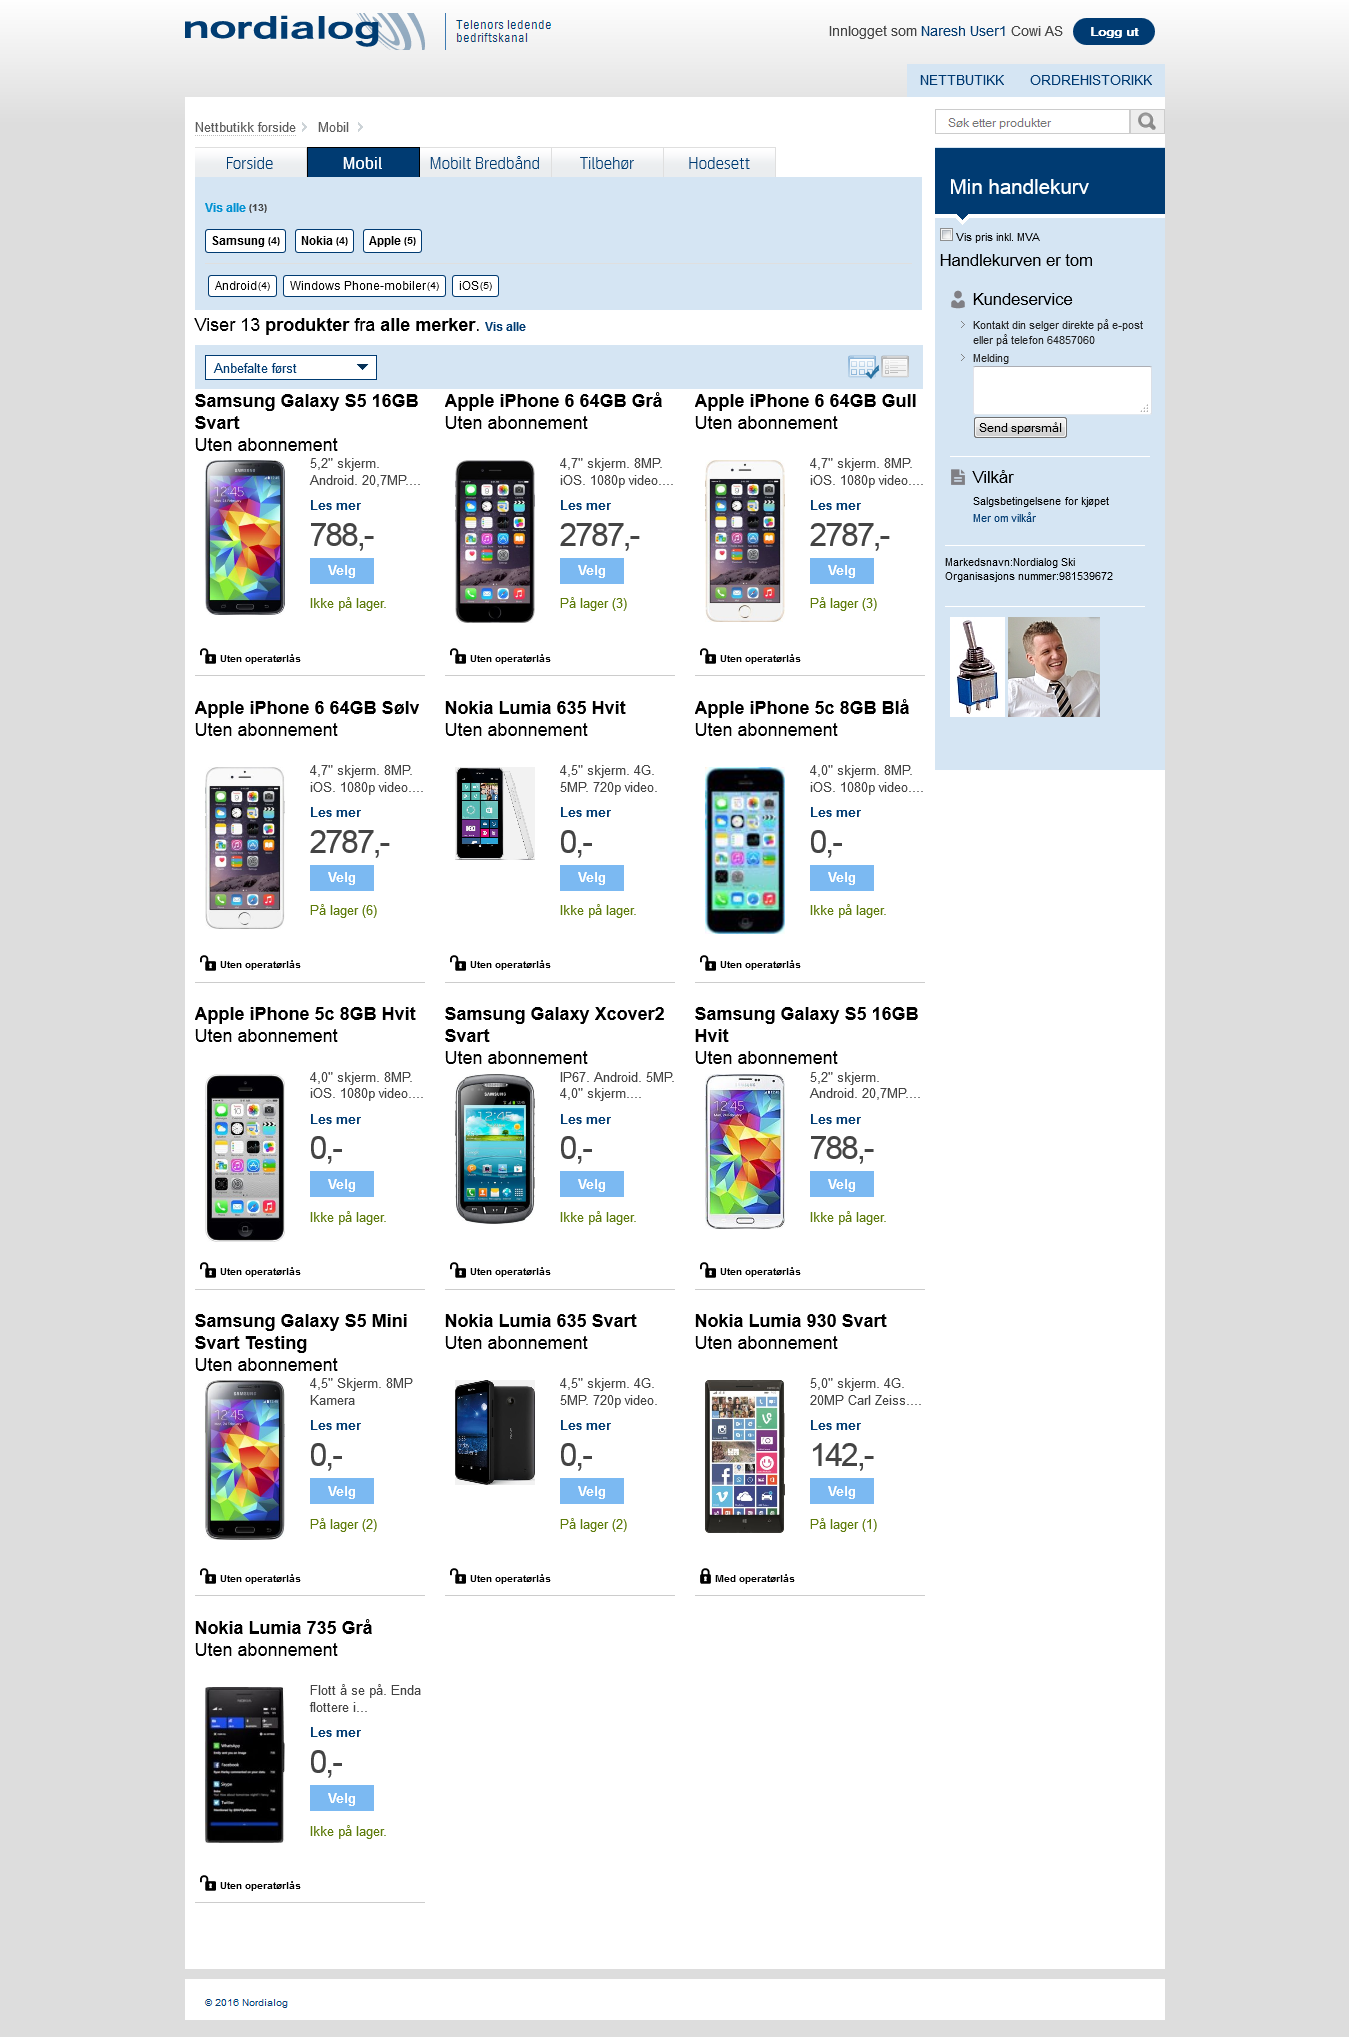 nordialog
Telenors ledende
bedriftskanal
Innlogget som Naresh User1 Cowi AS
Logg ut
NETTBUTIKK
ORDREHISTORIKK
Nettbutikk forside
Mobil
Søk etter produkter
Forside
Mobil
Mobilt Bredbånd
Tilbehør
Hodesett
Vis alle (13)
Samsung (4)
Nokia (4)
Apple (5)
Android(4)
Windows Phone-mobiler(4)
iOS(5)
Viser 13 produkter fra alle merker. Vis alle
Anbefalte først
Min handlekurv
Vis pris inkl. MVA
Handlekurven er tom
Kundeservice
Kontakt din selger direkte på e-post
eller på telefon 64857060
Melding
Send spørsmål
Vilkår
Salgsbetingelsene for kjøpet
Mer om vilkår
Markedsnavn:Nordialog Ski
Organisasjons nummer:981539672
Samsung Galaxy S5 16GB
Svart
Uten abonnement
5,2" skjerm.
Android. 20,7MP....
Les mer
788,-
Velg
Ikke på lager.
Uten operatørlås
Apple iPhone 6 64GB Grå
Uten abonnement
4,7" skjerm. 8MP.
iOS. 1080p video....
Les mer
2787,-
Velg
På lager (3)
Uten operatørlås
Apple iPhone 6 64GB Gull
Uten abonnement
4,7" skjerm. 8MP.
iOS. 1080p video....
Les mer
2787,-
Velg
På lager (3)
Uten operatørlås
Apple iPhone 6 64GB Sølv
Uten abonnement
4,7" skjerm. 8MP.
iOS. 1080p video....
Les mer
2787,-
Velg
På lager (6)
Uten operatørlås
Nokia Lumia 635 Hvit
Uten abonnement
4,5" skjerm. 4G.
5MP. 720p video.
Les mer
0,-
Velg
Ikke på lager.
Uten operatørlås
Apple iPhone 5c 8GB Blå
Uten abonnement
4,0" skjerm. 8MP.
iOS. 1080p video....
Les mer
0,-
Velg
Ikke på lager.
Uten operatørlås
Apple iPhone 5c 8GB Hvit
Uten abonnement
4,0" skjerm. 8MP.
iOS. 1080p video....
Les mer
0,-
Velg
Ikke på lager.
Uten operatørlås
Samsung Galaxy Xcover2
Svart
Uten abonnement
IP67. Android. 5MP.
4,0" skjerm....
Les mer
0,-
Velg
Ikke på lager.
Uten operatørlås
Samsung Galaxy S5 16GB
Hvit
Uten abonnement
5,2" skjerm.
Android. 20,7MP....
Les mer
788,-
Velg
Ikke på lager.
Uten operatørlås
Samsung Galaxy S5 Mini
Svart Testing
Uten abonnement
4,5" Skjerm. 8MP
Kamera
Les mer
0,-
Velg
På lager (2)
Uten operatørlås
Nokia Lumia 635 Svart
Uten abonnement
4,5" skjerm. 4G.
5MP. 720p video.
Les mer
0,-
Velg
På lager (2)
Uten operatørlås
Nokia Lumia 930 Svart
Uten abonnement
5,0" skjerm. 4G.
20MP Carl Zeiss....
Les mer
142,-
Velg
På lager (1)
Med operatørlås
Nokia Lumia 735 Grå
Uten abonnement
Flott å se på. Enda
flottere i...
Les mer
0,-
Velg
Ikke på lager.
Uten operatørlås
© 2016 Nordialog